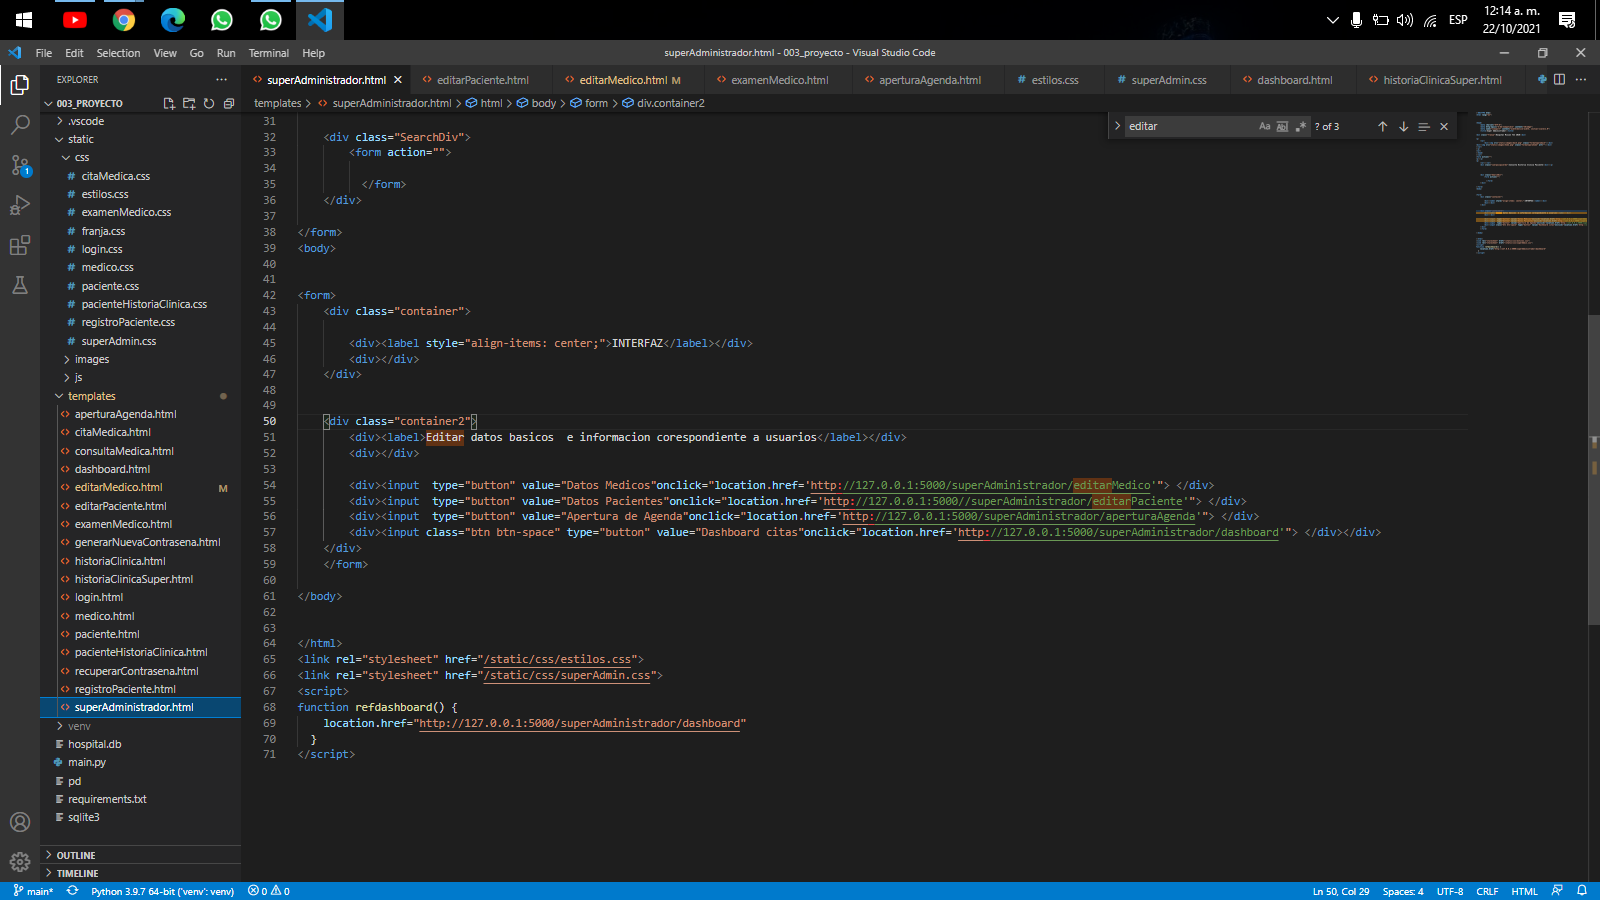 12:14 a. m.
ESP
22/10/2021
File Edit Selection View Go Run Terminal Help
superAdministrador.html - 003_proyecto - Visual Studio Code
EXPLORER
superAdministrador.html
editarPaciente.html
editarMedico.html M
examenMedico.html
aperturaAgenda.html
estilos.css
superAdmin.css
dashboard.html
historiaClinicaSuper.html
003_PROYECTO
templates > superAdministrador.html > html > body > form > div.container2
editar
Aa Ab
? of 3
.vscode
static
css
citaMedica.css
estilos.css
examenMedico.css
franja.css
login.css
medico.css
paciente.css
pacienteHistoriaClinica.css
registroPaciente.css
superAdmin.css
images
js
templates
aperturaAgenda.html
citaMedica.html
consultaMedica.html
dashboard.html
editarMedico.html M
editarPaciente.html
examenMedico.html
generarNuevaContrasena.html
historiaClinica.html
historiaClinicaSuper.html
login.html
medico.html
paciente.html
pacienteHistoriaClinica.html
recuperarContrasena.html
registroPaciente.html
superAdministrador.html
venv
hospital.db
main.py
pd
requirements.txt
sqlite3
OUTLINE
TIMELINE
1
31
32 <div class="SearchDiv">
33 <form action="">
34
35 </form>
36 </div>
37
38 </form>
39 <body>
40
41
42 <form>
43 <div class="container">
44
45 <div><label style="align-items: center;">INTERFAZ</label></div>
46 <div></div>
47 </div>
48
49
50 <div class="container2">
51 <div><label>Editar datos basicos  e informacion corespondiente a usuarios</label></div>
52 <div></div>
53
54 <div><input  type="button" value="Datos Medicos"onclick="location.href='http://127.0.0.1:5000/superAdministrador/editarMedico'"> </div>
55 <div><input  type="button" value="Datos Pacientes"onclick="location.href='http://127.0.0.1:5000//superAdministrador/editarPaciente'"> </div>
56 <div><input  type="button" value="Apertura de Agenda"onclick="location.href='http://127.0.0.1:5000/superAdministrador/aperturaAgenda'"> </div>
57 <div><input class="btn btn-space" type="button" value="Dashboard citas"onclick="location.href='http://127.0.0.1:5000/superAdministrador/dashboard'"> </div></div>
58 </div>
59 </form>
60
61 </body>
62
63
64 </html>
65 <link rel="stylesheet" href="/static/css/estilos.css">
66 <link rel="stylesheet" href="/static/css/superAdmin.css">
67 <script>
68 function refdashboard() {
69 location.href="http://127.0.0.1:5000/superAdministrador/dashboard"
70 }
71 </script>
main* Python 3.9.7 64-bit ('venv': venv) 0 0
Ln 50, Col 29 Spaces: 4 UTF-8 CRLF HTML